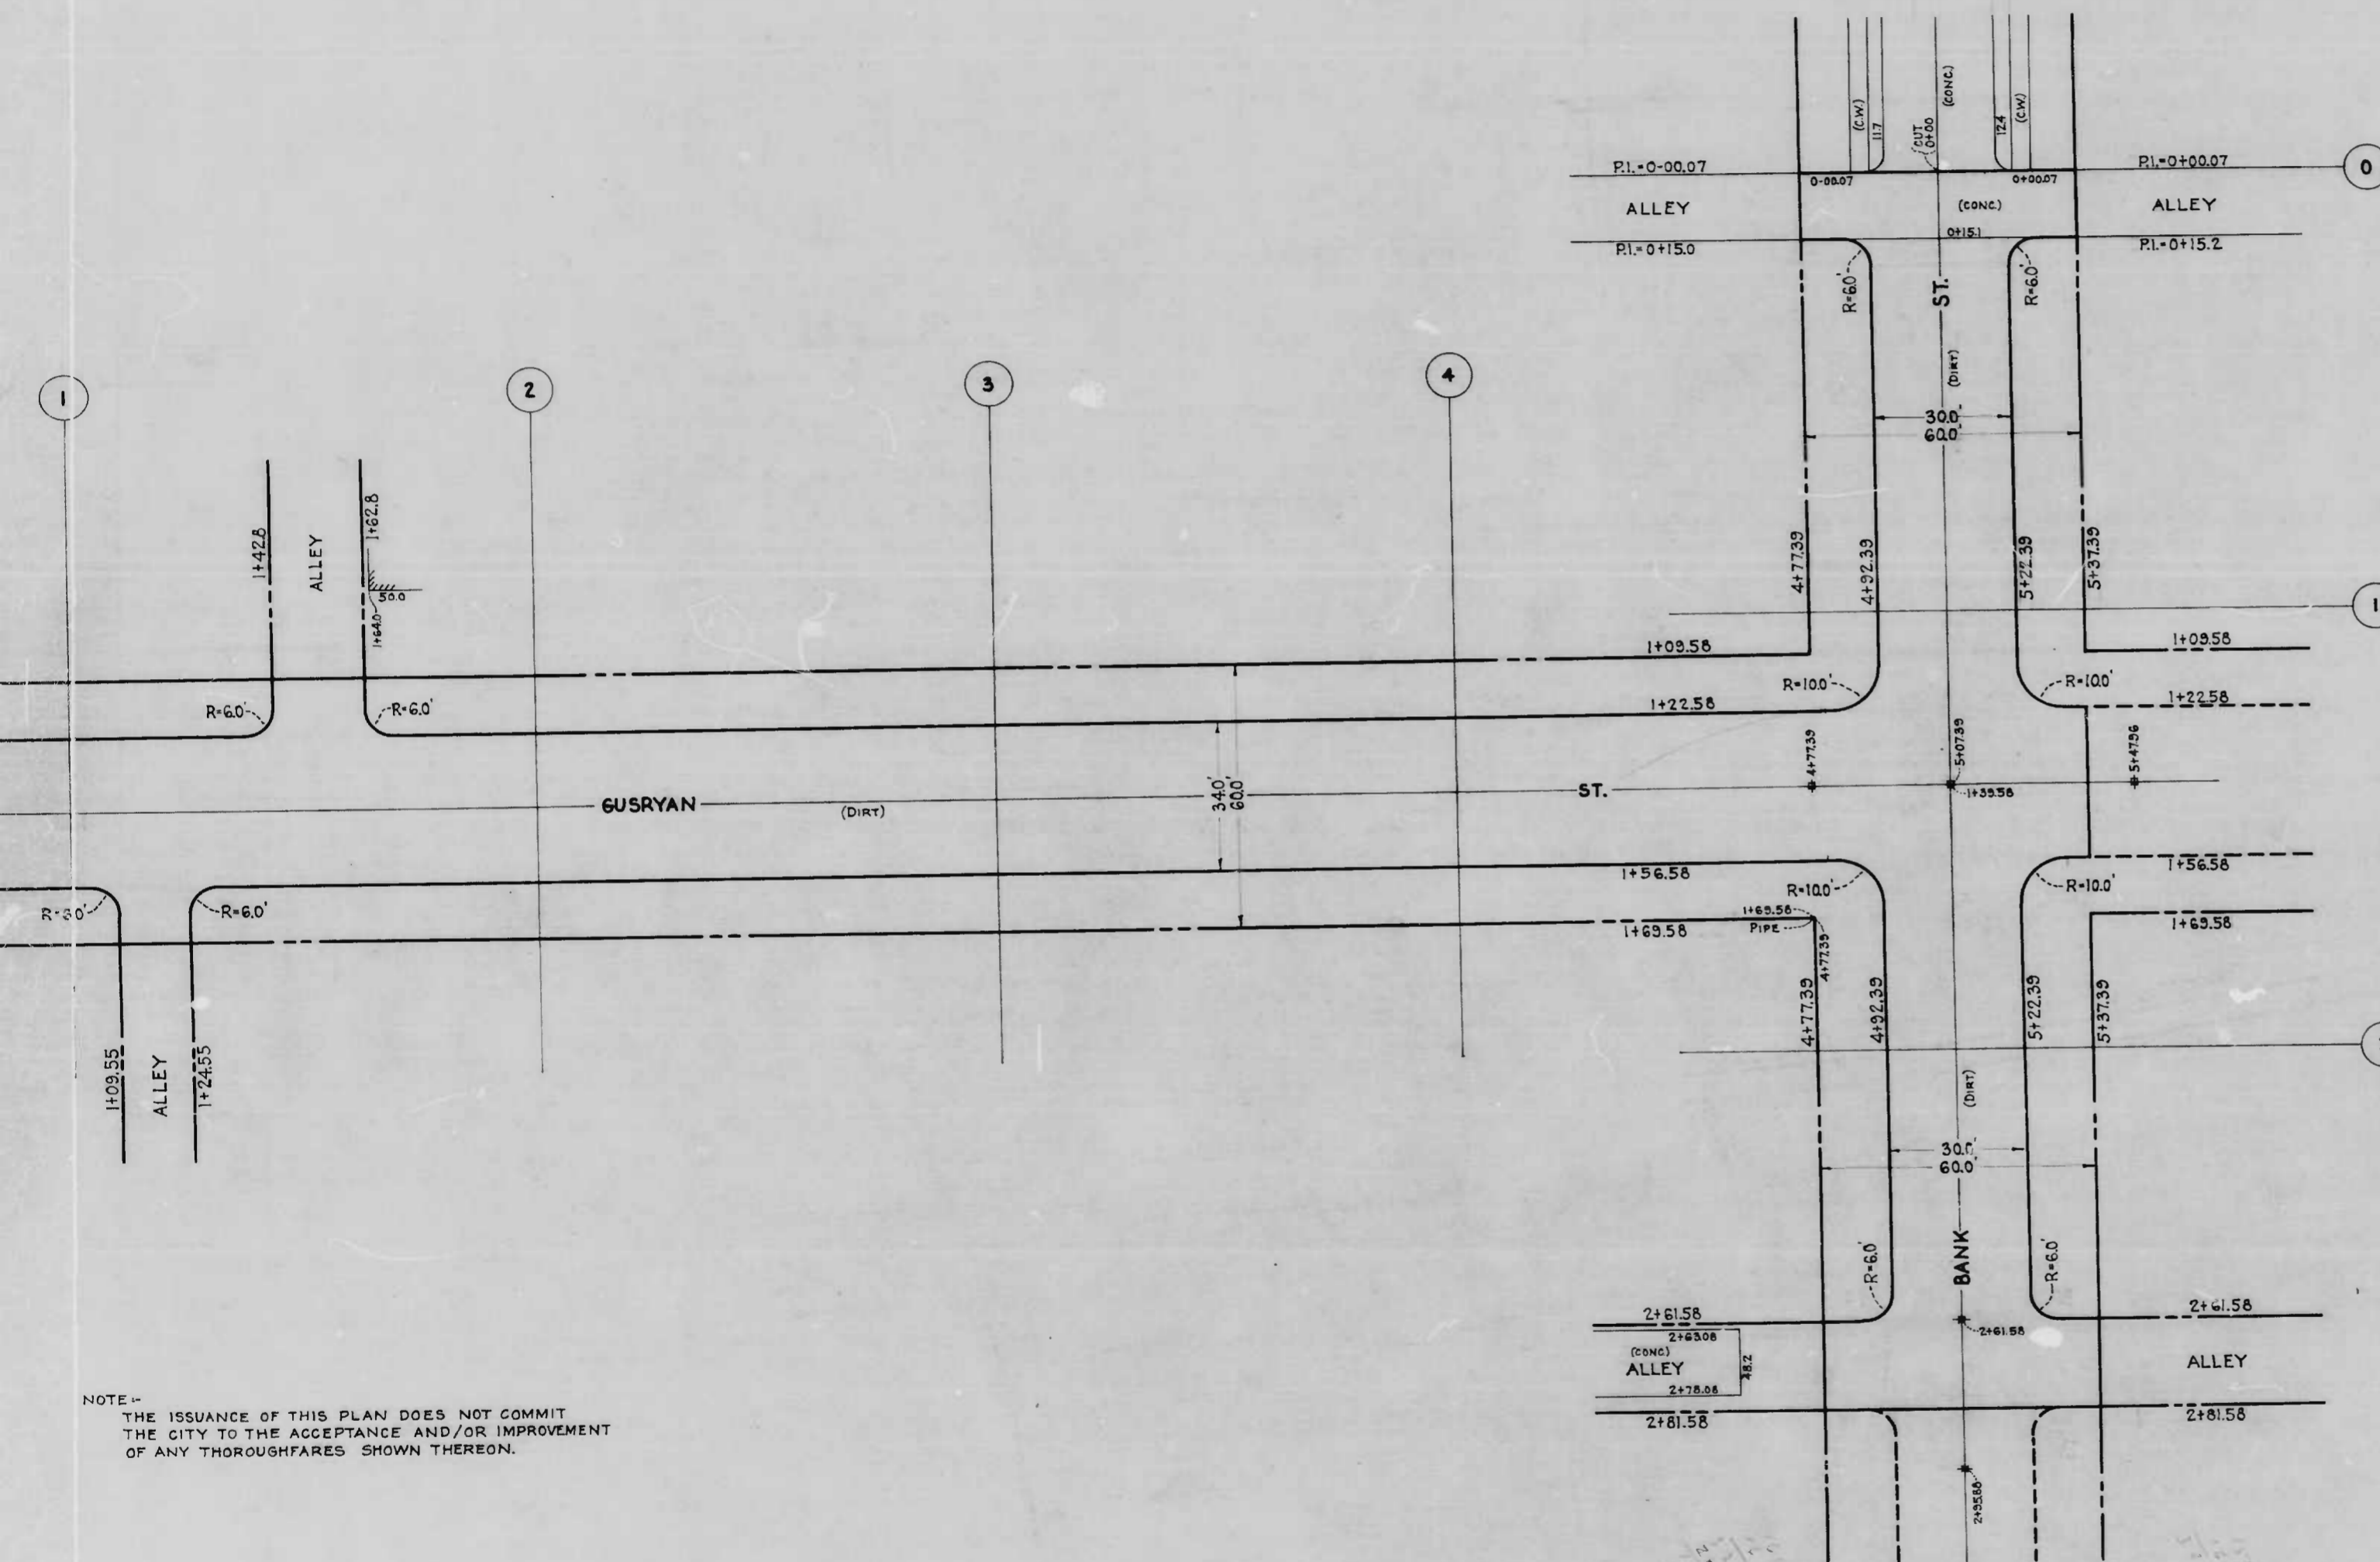 (C.W.)
11.7
(CUT
0+00
(CONC.)
12.4
(C.W.)
P.I.=0-00.07
0-00.07
0+00.07
P.I.=0+00.07
0
ALLEY
(CONC.)
ALLEY
P.I.=0+15.0
0+15.1
P.I.=0+15.2
R=6.0'
ST.
R=6.0'
(DIRT)
1
2
3
4
30.0'
60.0'
1+42.8
ALLEY
1+62.8
50.0
1+64.0
4+77.39
4+92.39
5+22.39
5+37.39
1
1+09.58
1+09.58
R=6.0'
R=6.0'
R=10.0'
R=10.0'
1+22.58
1+22.58
4+77.39
5+07.39
5+47.96
1+39.58
GUSRYAN
(DIRT)
34.0'
60.0'
ST.
1+56.58
1+56.58
R=10.0'
R=10.0'
R=6.0'
1+69.58
PIPE
4+77.39
1+69.58
1+69.58
4+77.39
4+92.39
5+22.39
5+37.39
1+09.55
ALLEY
1+24.55
(DIRT)
30.0'
60.0'
R=6.0'
BANK
R=6.0'
2+61.58
2+61.58
2+61.58
2+63.08
(CONC)
ALLEY
48.2
ALLEY
2+78.08
2+81.58
2+81.58
2+95.88
NOTE:-
THE ISSUANCE OF THIS PLAN DOES NOT COMMIT
THE CITY TO THE ACCEPTANCE AND/OR IMPROVEMENT
OF ANY THOROUGHFARES SHOWN THEREON.